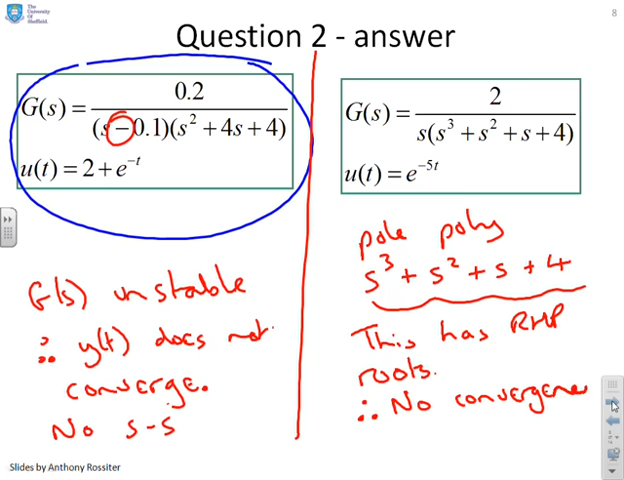 The
University
Of
Sheffield.
8
Question 2 - answer
G(s) = 0.2 / (s − 0.1)(s² + 4s + 4)
u(t) = 2 + e^{-t}
G(s) unstable
∴ y(t) does not
converge.
No s-s
G(s) = 2 / s(s³ + s² + s + 4)
u(t) = e^{-5t}
pole poly
s³ + s² + s + 4
This has RHP
roots.
∴ No convergence
Slides by Anthony Rossiter